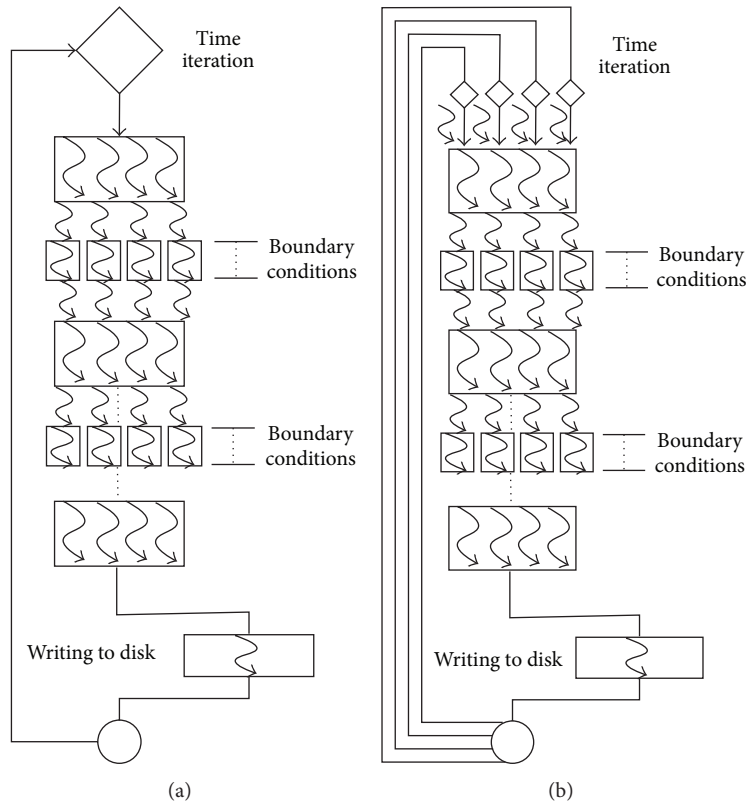 Time
iteration
Boundary
conditions
Boundary
conditions
Writing to disk
(a)
Time
iteration
Boundary
conditions
Boundary
conditions
Writing to disk
(b)